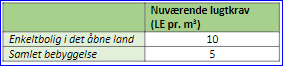 Nuværende lugtkrav
(LE pr. m³)
Enkeltbolig i det åbne land 10
Samlet bebyggelse 5